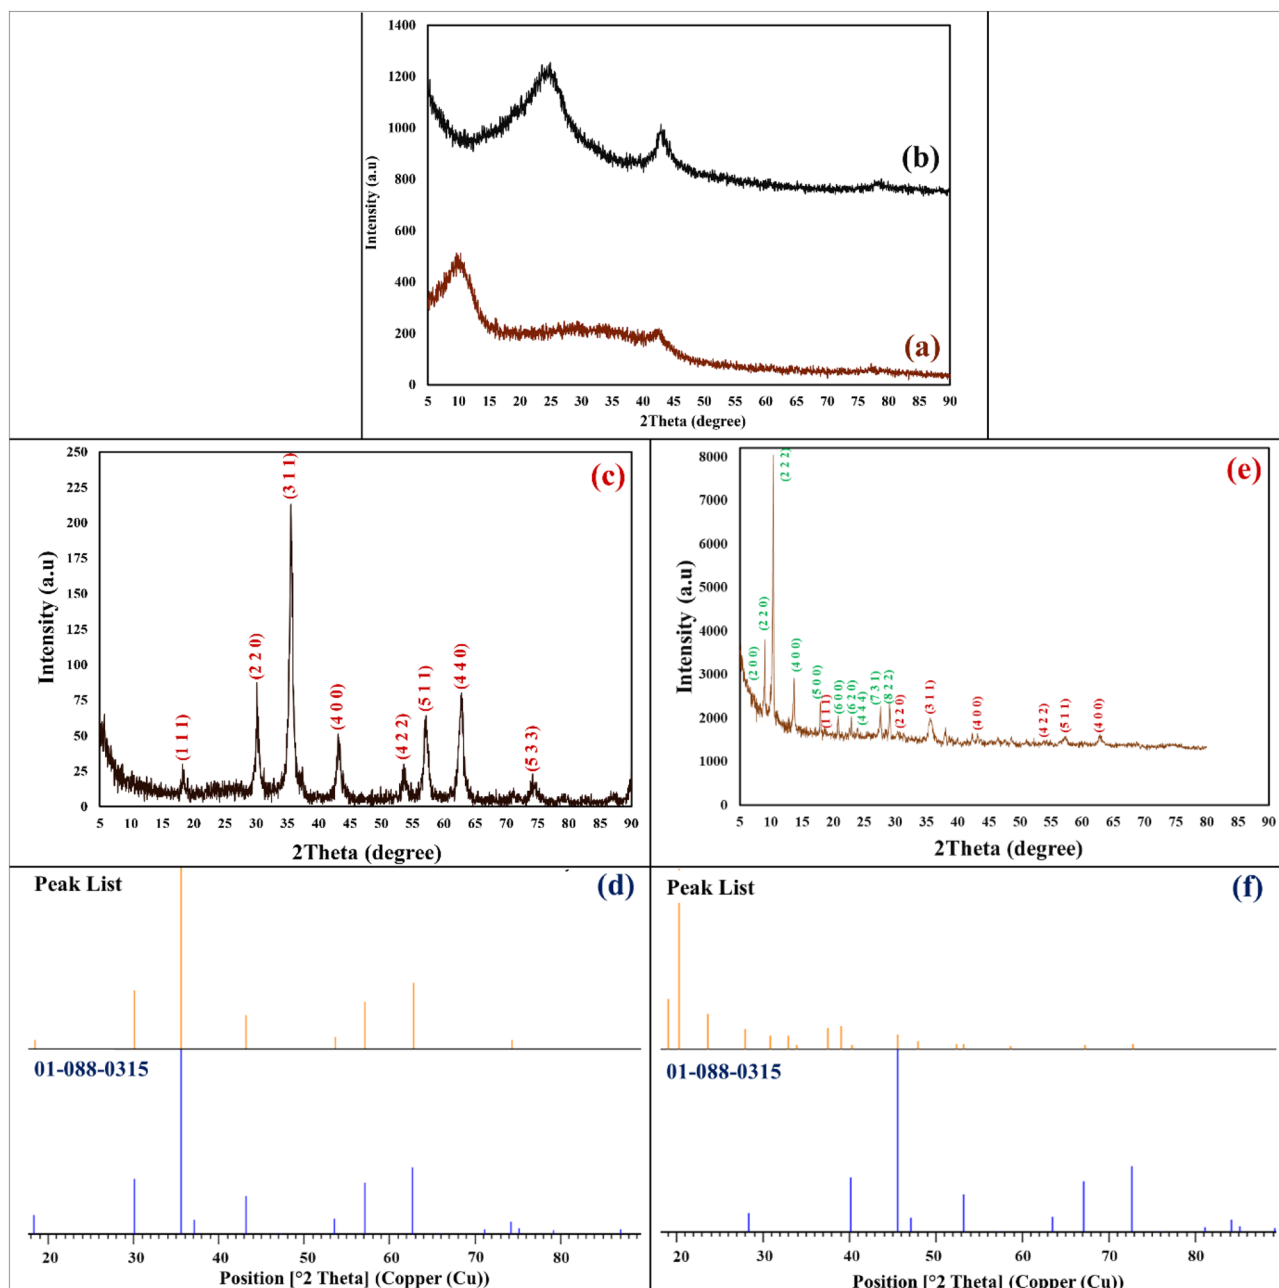 1400
1200
1000
800
600
400
200
0
Intensity (a.u)
(b)
(a)
5 10 15 20 25 30 35 40 45 50 55 60 65 70 75 80 85 90
2Theta (degree)
250
225
200
175
150
125
100
75
50
25
0
Intensity (a.u)
(c)
(1 1 1)
(2 2 0)
(3 1 1)
(4 0 0)
(4 2 2)
(5 1 1)
(4 4 0)
(5 3 3)
5 10 15 20 25 30 35 40 45 50 55 60 65 70 75 80 85 90
2Theta (degree)
8000
7000
6000
5000
4000
3000
2000
1000
0
Intensity (a.u)
(e)
(2 0 0)
(2 2 0)
(2 2 2)
(4 0 0)
(5 0 0)
(1 1 1)
(6 0 0)
(6 2 0)
(4 4 4)
(7 3 1)
(8 2 2)
(2 2 0)
(3 1 1)
(4 0 0)
(4 2 2)
(5 1 1)
(4 0 0)
5 10 15 20 25 30 35 40 45 50 55 60 65 70 75 80 85 90
2Theta (degree)
Peak List
(d)
01-088-0315
20 30 40 50 60 70 80
Position [°2 Theta] (Copper (Cu))
Peak List
(f)
01-088-0315
20 30 40 50 60 70 80
Position [°2 Theta] (Copper (Cu))